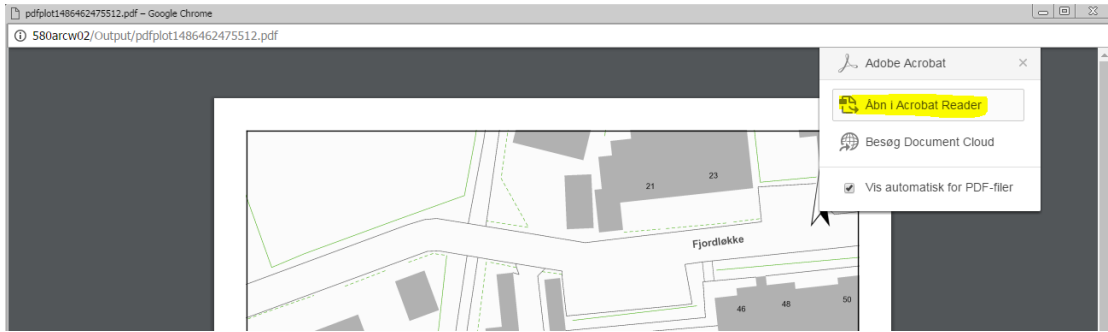 pdfplot1486462475512.pdf – Google Chrome
580arcw02/Output/pdfplot1486462475512.pdf
Adobe Acrobat
Åbn i Acrobat Reader
Besøg Document Cloud
Vis automatisk for PDF-filer
21
23
Fjordløkke
46
48
50